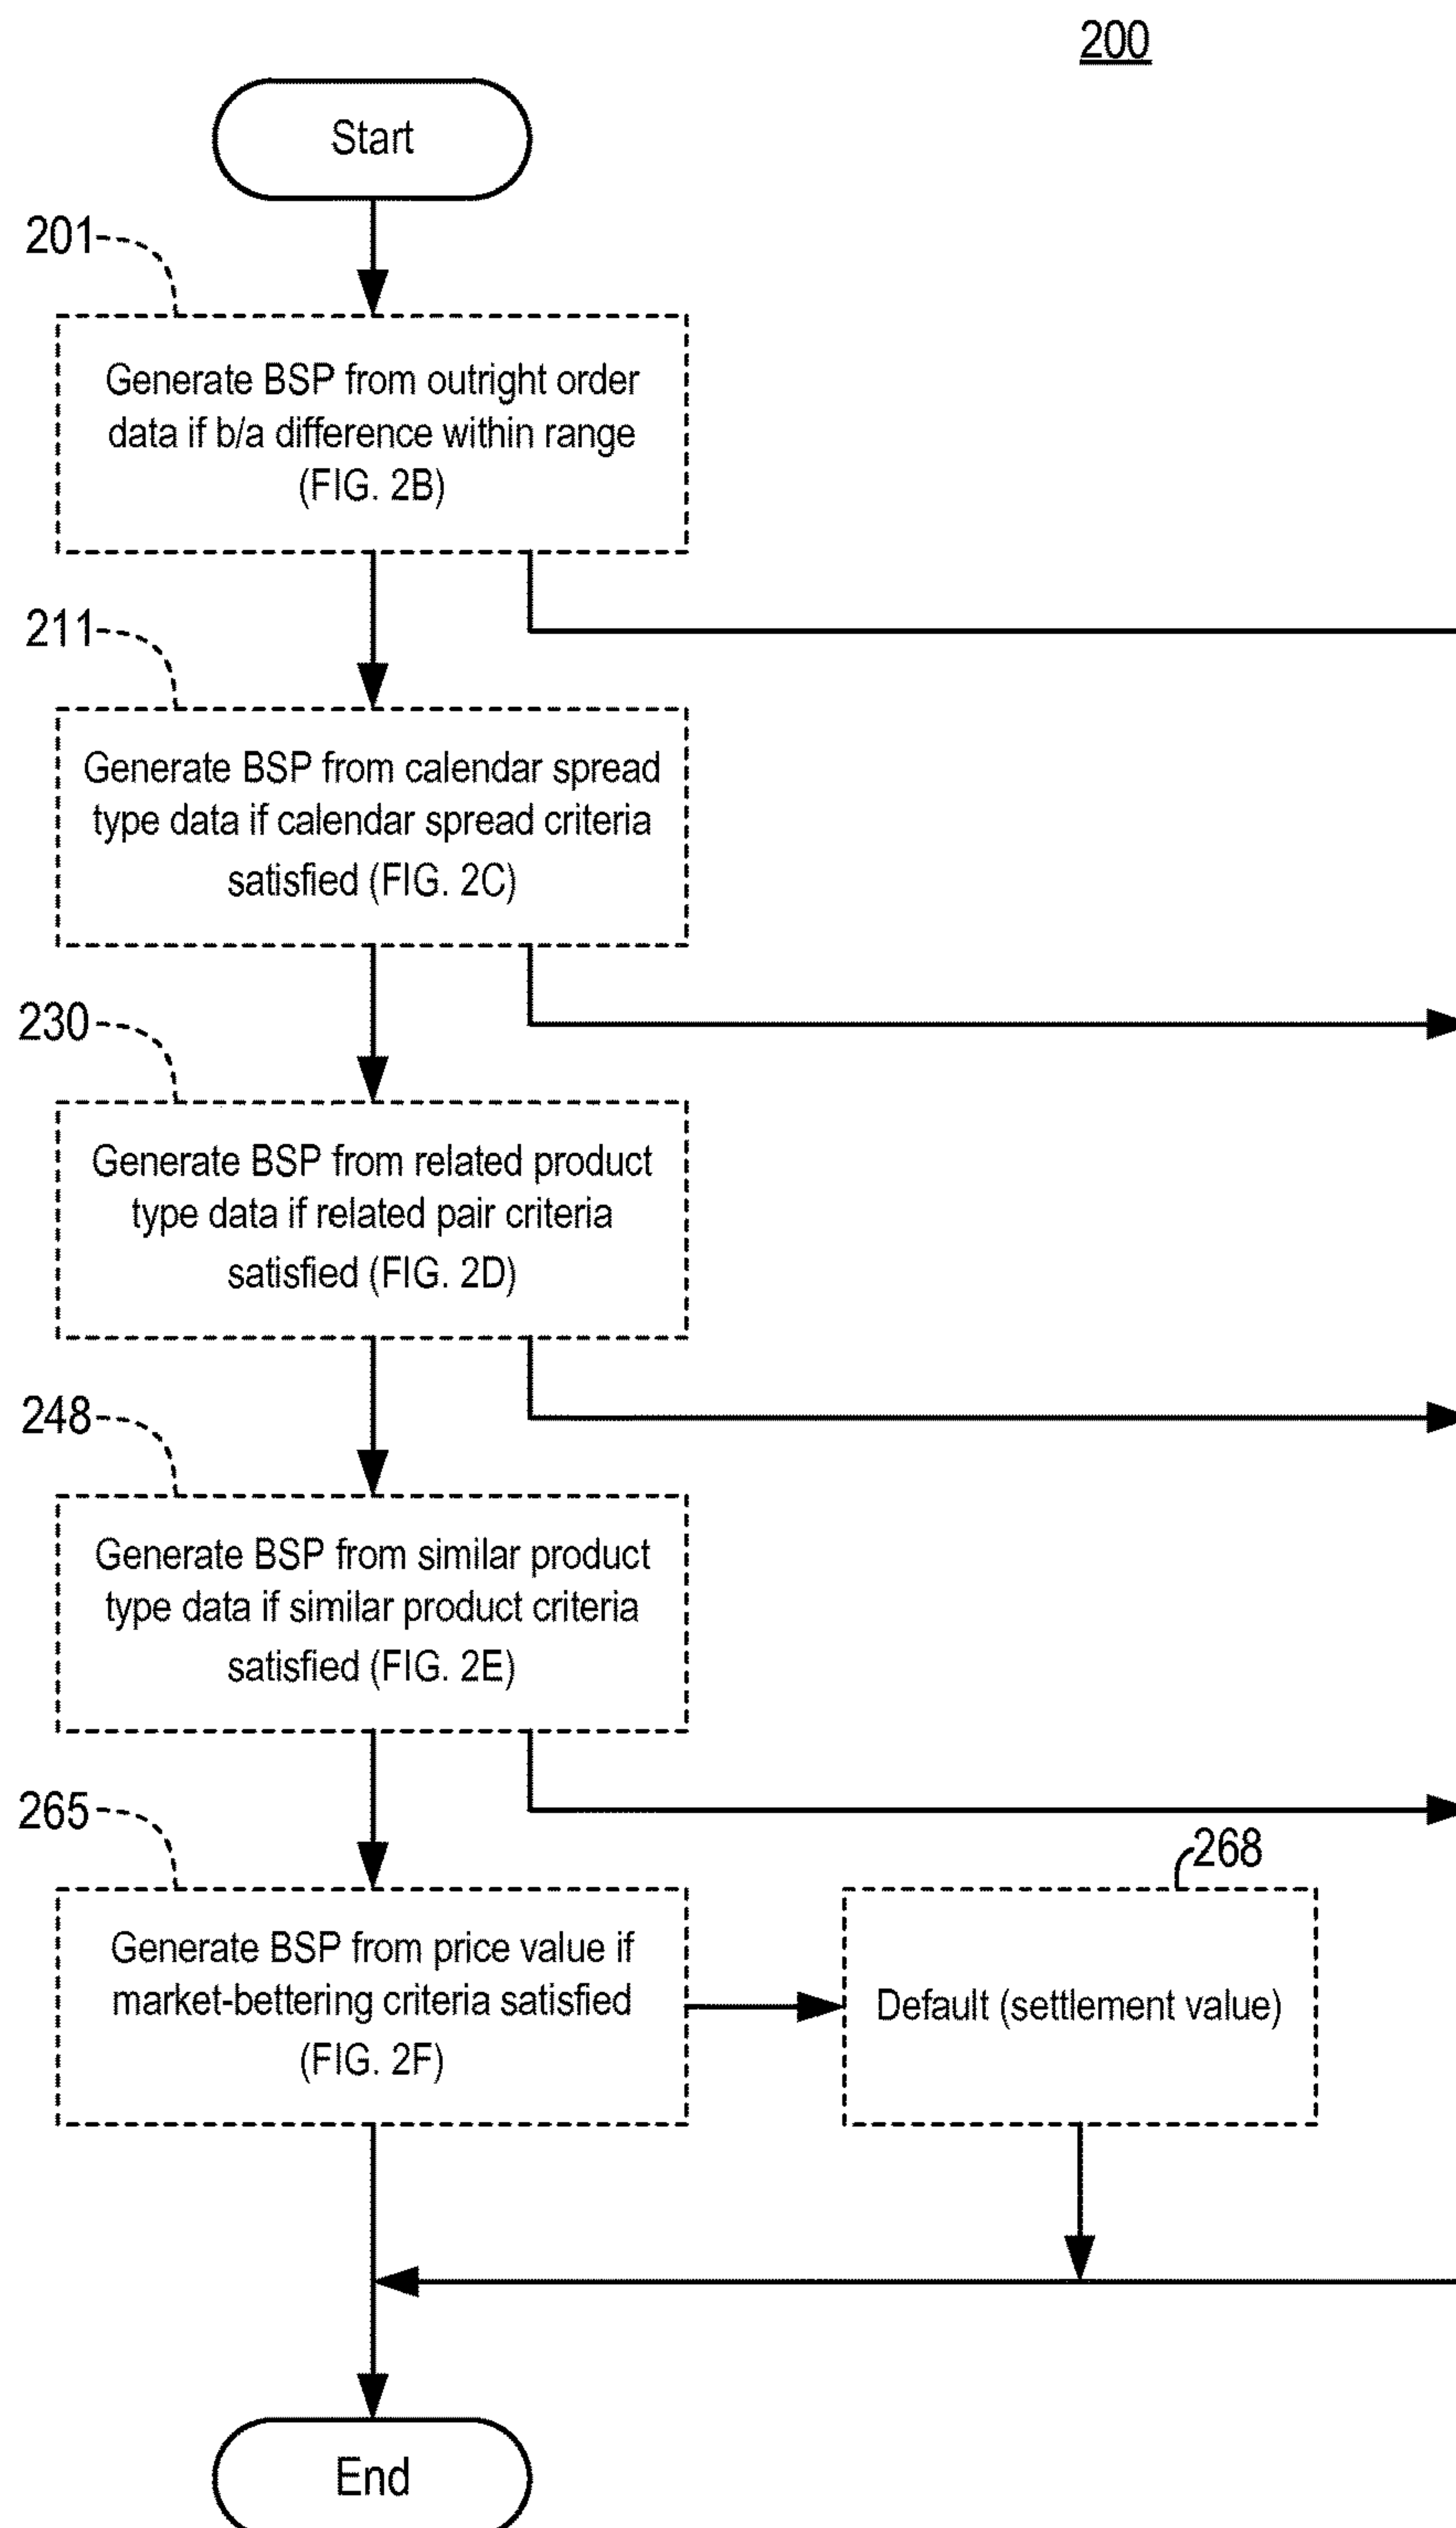 200
Start
201
Generate BSP from outright order
data if b/a difference within range
(FIG. 2B)
211
Generate BSP from calendar spread
type data if calendar spread criteria
satisfied (FIG. 2C)
230
Generate BSP from related product
type data if related pair criteria
satisfied (FIG. 2D)
248
Generate BSP from similar product
type data if similar product criteria
satisfied (FIG. 2E)
265
Generate BSP from price value if
market-bettering criteria satisfied
(FIG. 2F)
268
Default (settlement value)
End